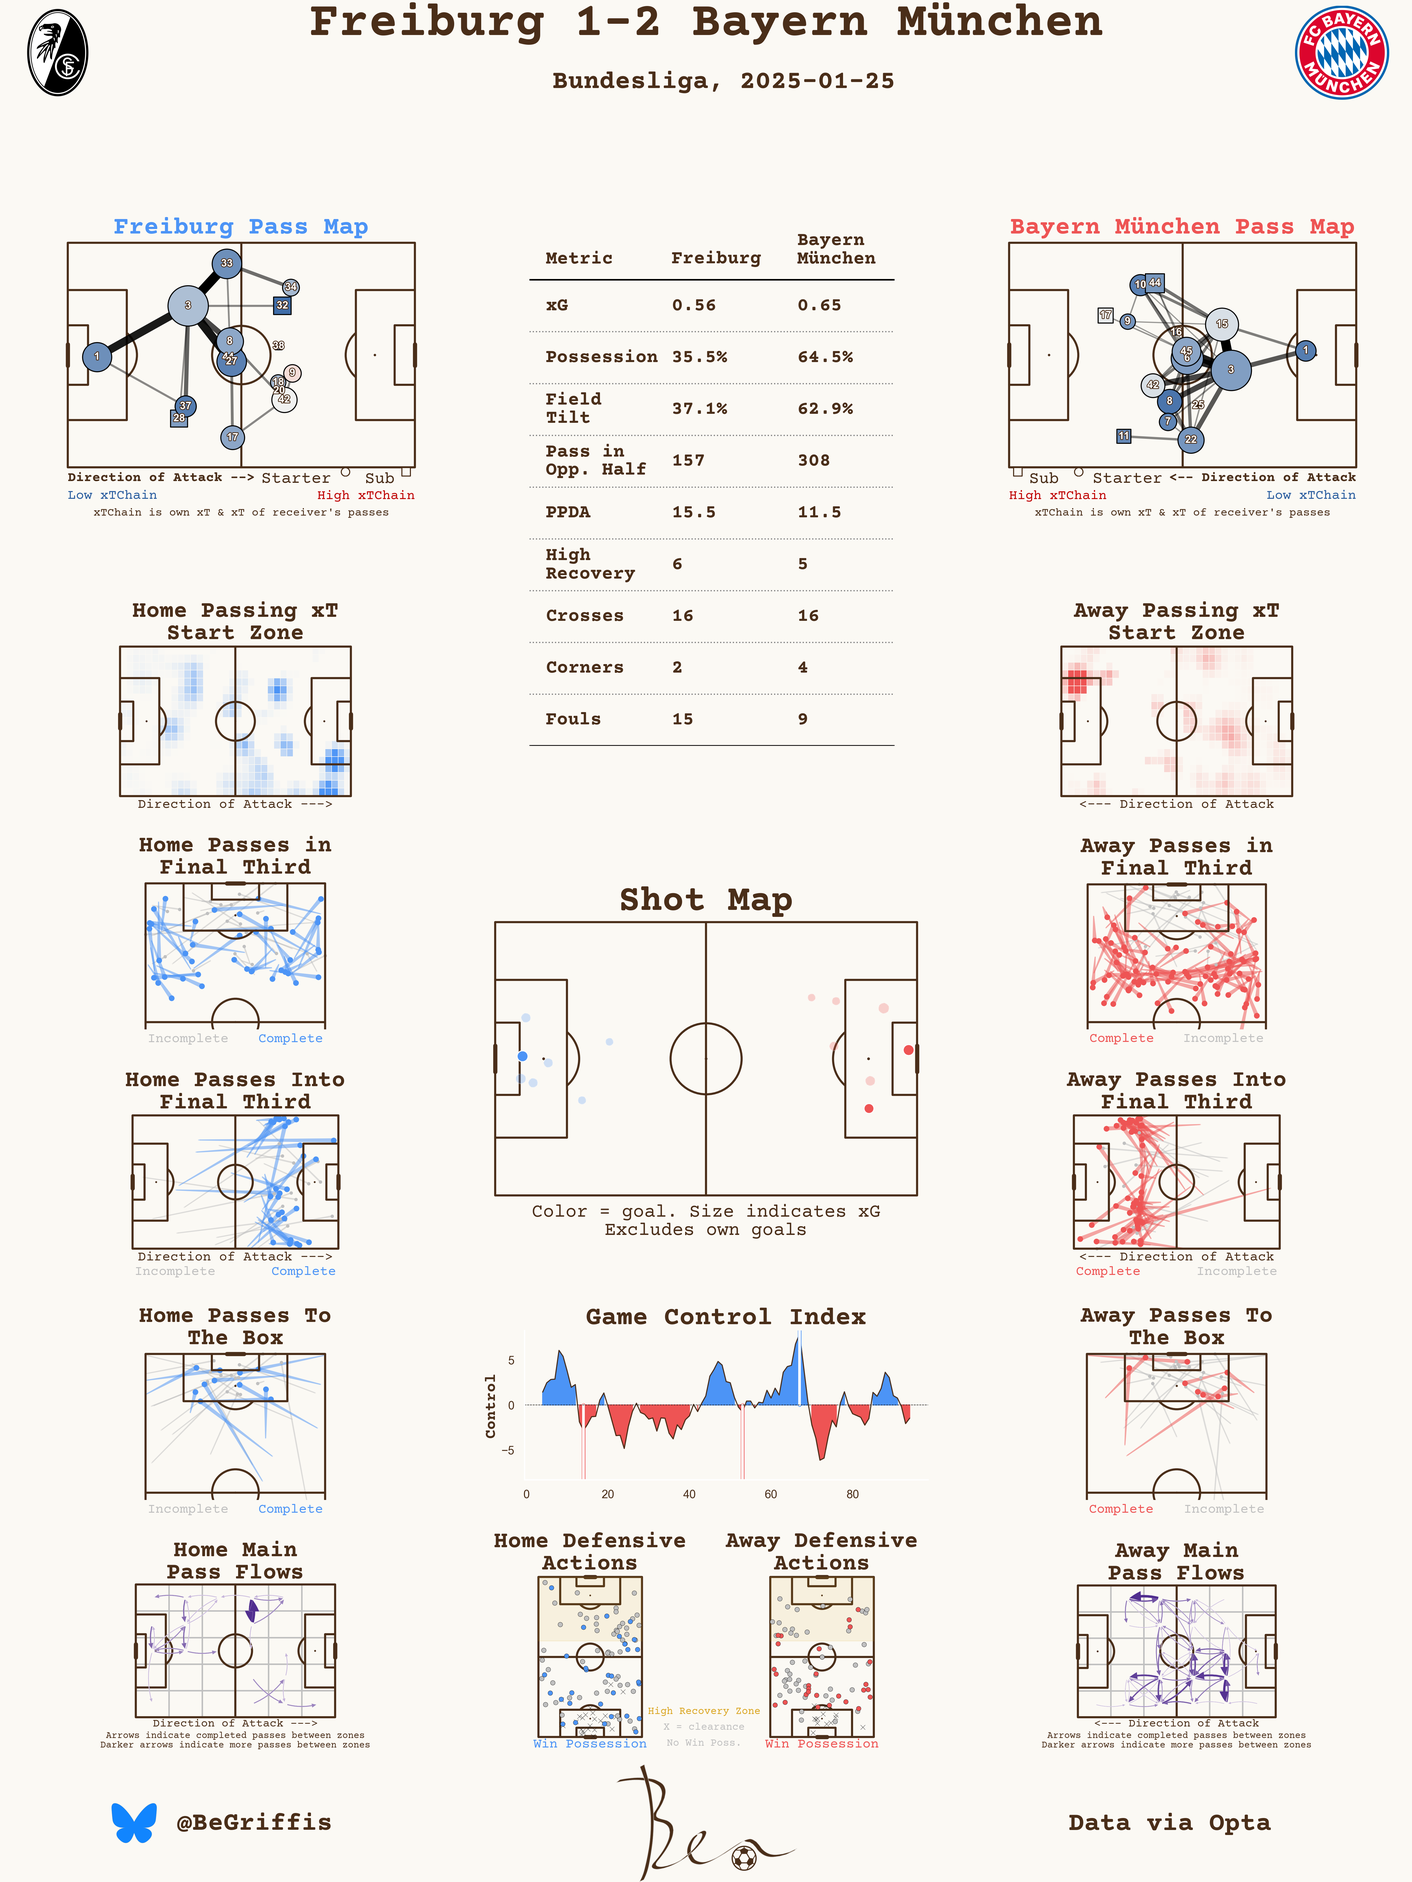 Freiburg 1-2 Bayern München
Bundesliga, 2025-01-25
FC BAYERN MÜNCHEN
Freiburg Pass Map
33
34
3
32
8
38
1
27
9
18
20
42
37
28
17
Direction of Attack --> Starter Sub
Low xTChain High xTChain
xTChain is own xT & xT of receiver's passes
Metric Freiburg Bayern München
xG 0.56 0.65
Possession 35.5% 64.5%
Field Tilt 37.1% 62.9%
Pass in Opp. Half 157 308
PPDA 15.5 11.5
High Recovery 6 5
Crosses 16 16
Corners 2 4
Fouls 15 9
Bayern München Pass Map
10 44
17 9
16 15
45
6
1
3
42
8 25
7
11 22
Sub Starter <-- Direction of Attack
High xTChain Low xTChain
xTChain is own xT & xT of receiver's passes
Home Passing xT
Start Zone
Direction of Attack --->
Away Passing xT
Start Zone
<--- Direction of Attack
Home Passes in
Final Third
Incomplete Complete
Away Passes in
Final Third
Complete Incomplete
Shot Map
Color = goal. Size indicates xG
Excludes own goals
Home Passes Into
Final Third
Direction of Attack --->
Incomplete Complete
Away Passes Into
Final Third
<--- Direction of Attack
Complete Incomplete
Home Passes To
The Box
Incomplete Complete
Game Control Index
Control
5
0
−5
0 20 40 60 80
Away Passes To
The Box
Complete Incomplete
Home Main
Pass Flows
Direction of Attack --->
Arrows indicate completed passes between zones
Darker arrows indicate more passes between zones
Home Defensive
Actions
Win Possession
Away Defensive
Actions
Win Possession
High Recovery Zone
X = clearance
No Win Poss.
Away Main
Pass Flows
<--- Direction of Attack
Arrows indicate completed passes between zones
Darker arrows indicate more passes between zones
@BeGriffis
Ben
Data via Opta